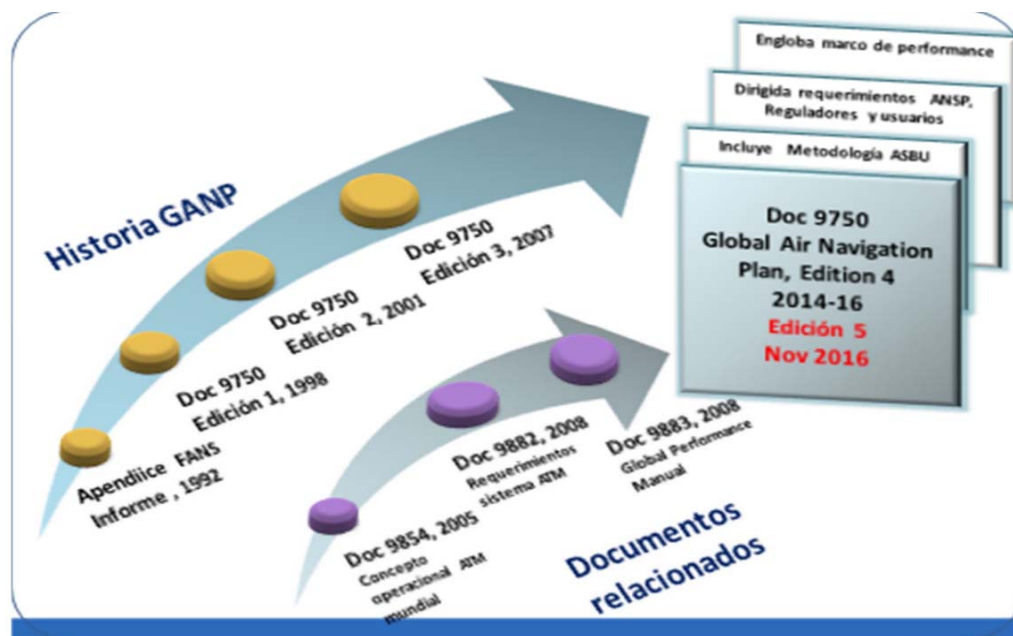 Historia GANP
Apendiice FANS
Informe , 1992
Doc 9750
Edición 1, 1998
Doc 9750
Edición 2, 2001
Doc 9750
Edición 3, 2007
Doc 9854, 2005
Concepto
operacional ATM
mundial
Doc 9882, 2008
Requerimientos
sistema ATM
Doc 9883, 2008
Global Performance
Manual
Documentos
relacionados
Engloba marco de performance
Dirigida requerimientos ANSP,
Reguladores y usuarios
Incluye Metodología ASBU
Doc 9750
Global Air Navigation
Plan, Edition 4
2014-16
Edición 5
Nov 2016